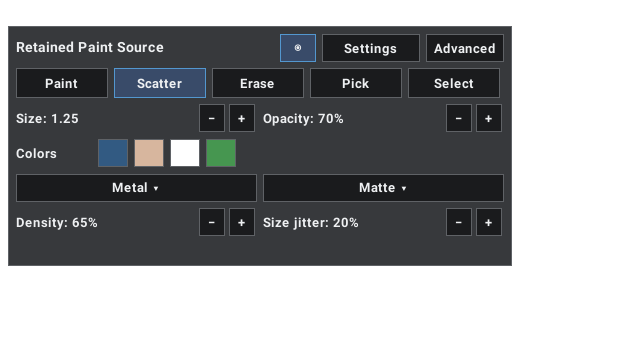 Retained Paint Source ◉ Settings Advanced
Paint Scatter Erase Pick Select
Size: 1.25 − + Opacity: 70% − +
Colors
Metal ▾ Matte ▾
Density: 65% − + Size jitter: 20% − +